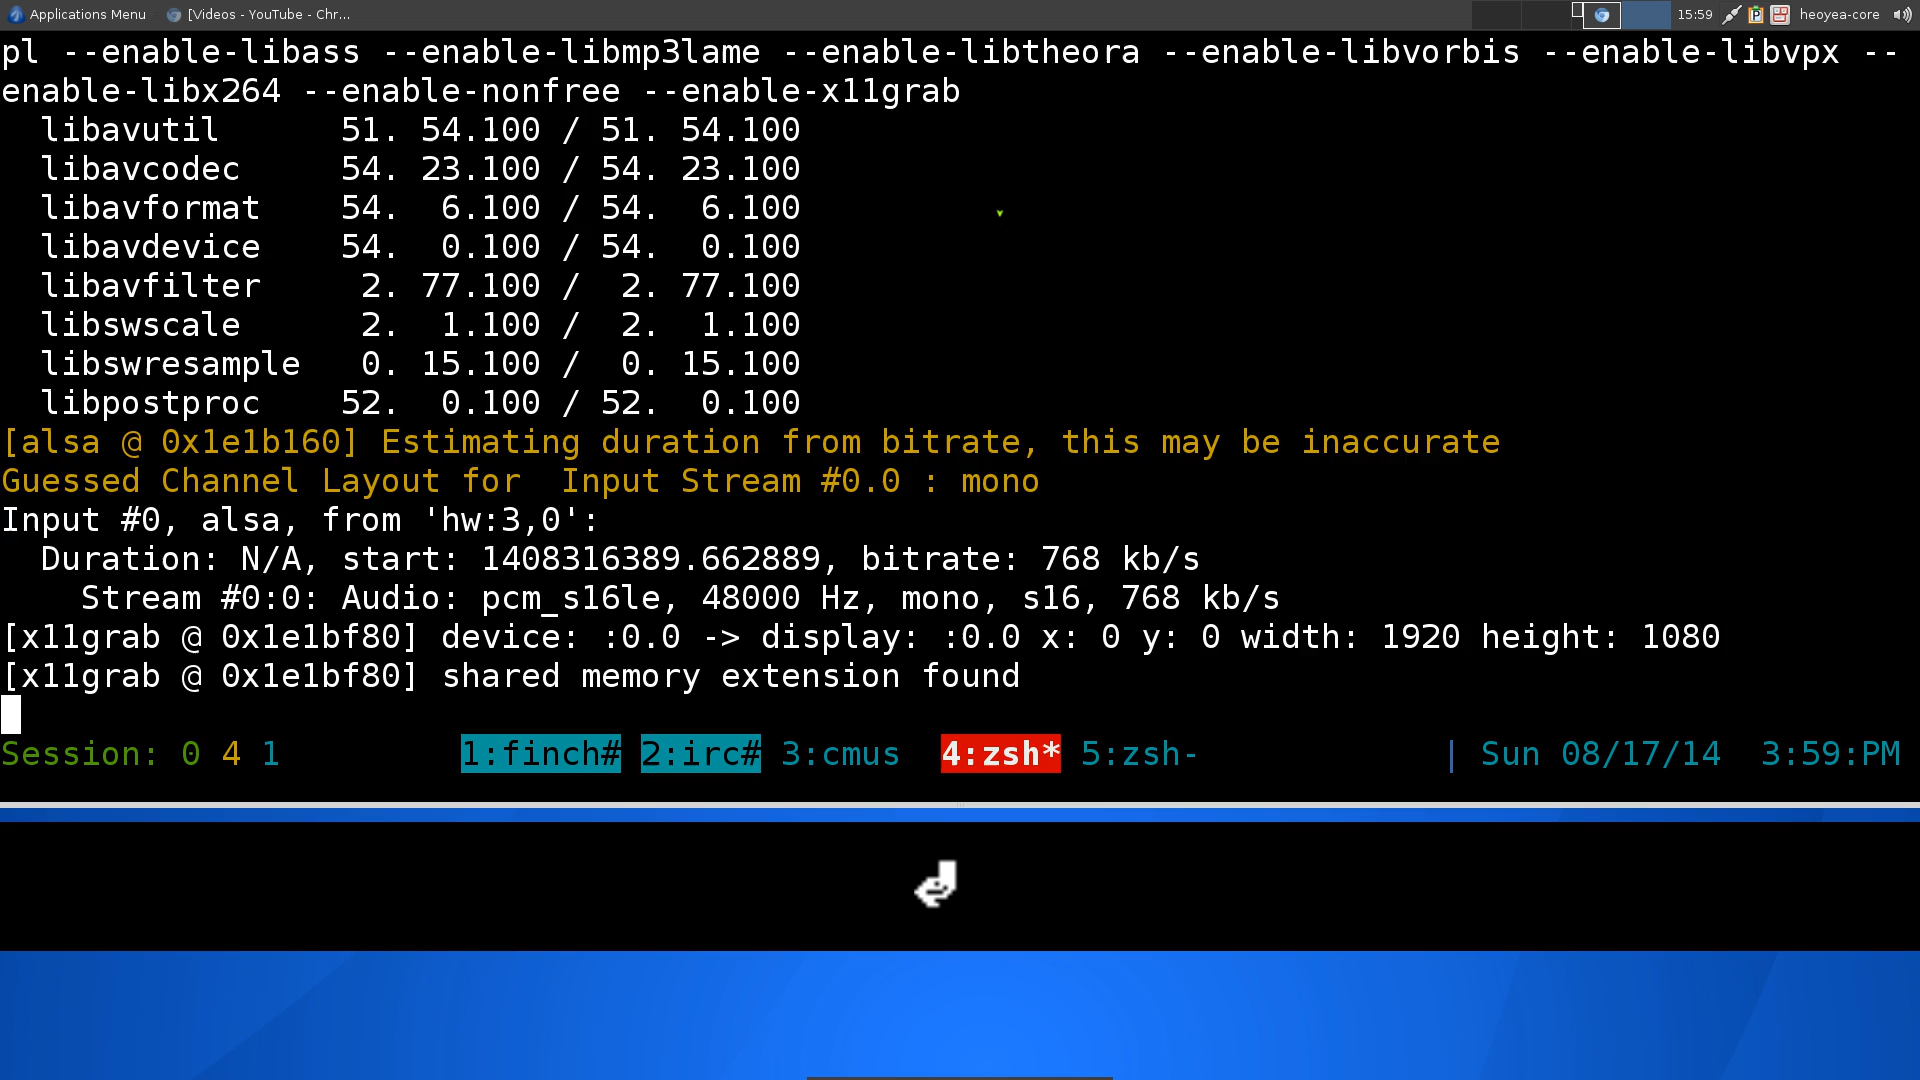 Applications Menu [Videos - YouTube - Chr... 15:59 heoyea-core
pl --enable-libass --enable-libmp3lame --enable-libtheora --enable-libvorbis --enable-libvpx --
enable-libx264 --enable-nonfree --enable-x11grab
libavutil 51. 54.100 / 51. 54.100
libavcodec 54. 23.100 / 54. 23.100
libavformat 54. 6.100 / 54. 6.100
libavdevice 54. 0.100 / 54. 0.100
libavfilter 2. 77.100 / 2. 77.100
libswscale 2. 1.100 / 2. 1.100
libswresample 0. 15.100 / 0. 15.100
libpostproc 52. 0.100 / 52. 0.100
[alsa @ 0x1e1b160] Estimating duration from bitrate, this may be inaccurate
Guessed Channel Layout for  Input Stream #0.0 : mono
Input #0, alsa, from 'hw:3,0':
Duration: N/A, start: 1408316389.662889, bitrate: 768 kb/s
Stream #0:0: Audio: pcm_s16le, 48000 Hz, mono, s16, 768 kb/s
[x11grab @ 0x1e1bf80] device: :0.0 -> display: :0.0 x: 0 y: 0 width: 1920 height: 1080
[x11grab @ 0x1e1bf80] shared memory extension found
Session: 0 4 1 1:finch# 2:irc# 3:cmus 4:zsh* 5:zsh- | Sun 08/17/14 3:59:PM